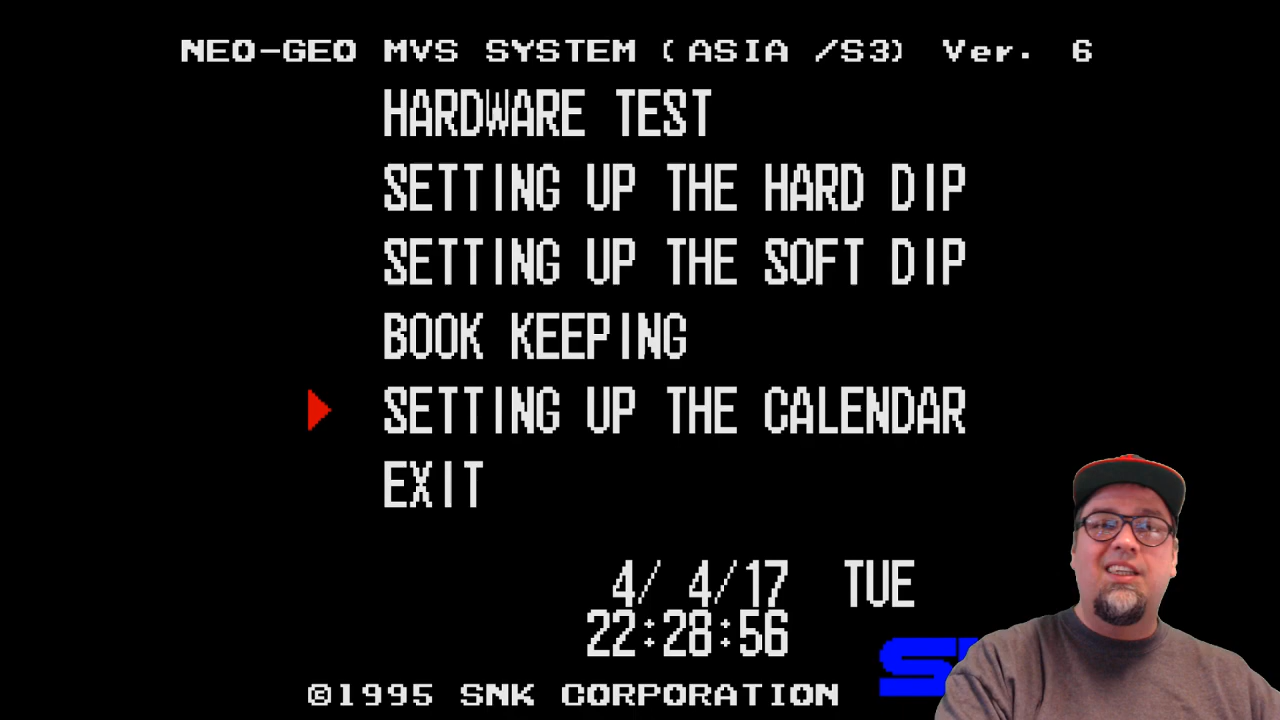 NEO-GEO MVS SYSTEM (ASIA /S3) Ver. 6
HARDWARE TEST
SETTING UP THE HARD DIP
SETTING UP THE SOFT DIP
BOOK KEEPING
SETTING UP THE CALENDAR
EXIT
4/ 4/17 TUE
22:28:56
©1995 SNK CORPORATION